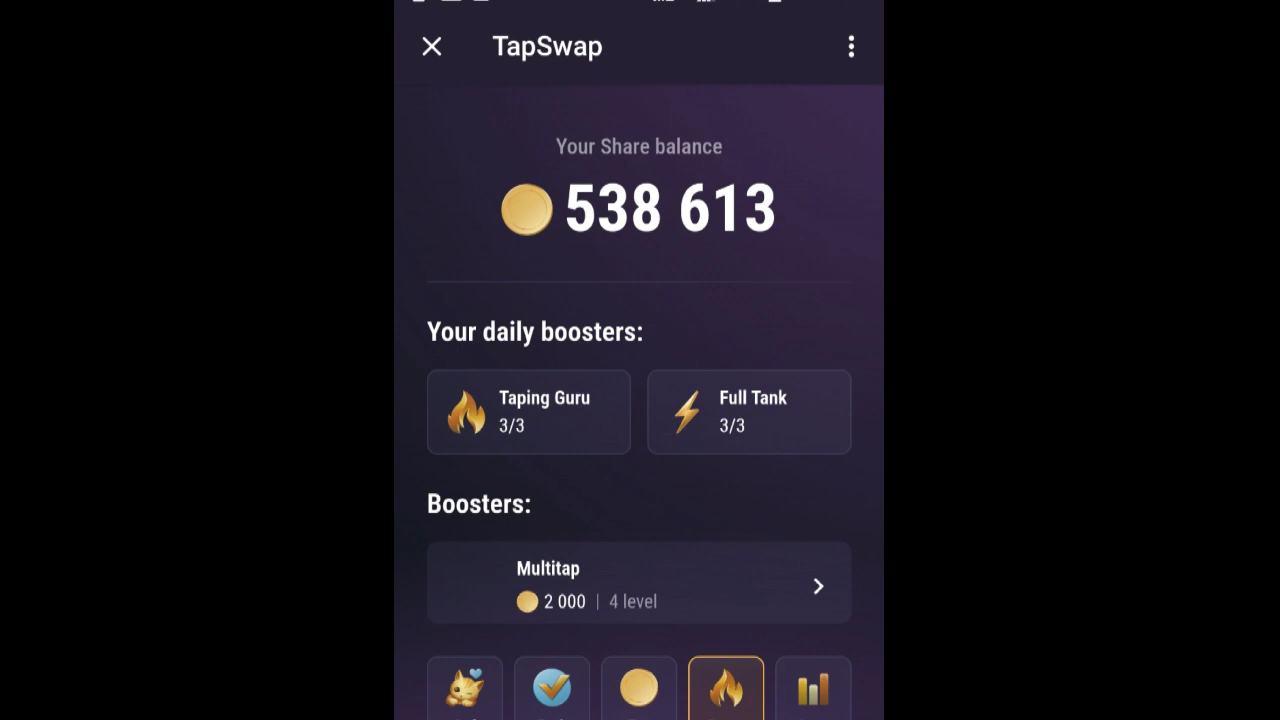 TapSwap
Your Share balance
538 613
Your daily boosters:
Taping Guru
3/3
Full Tank
3/3
Boosters:
Multitap
2 000 | 4 level